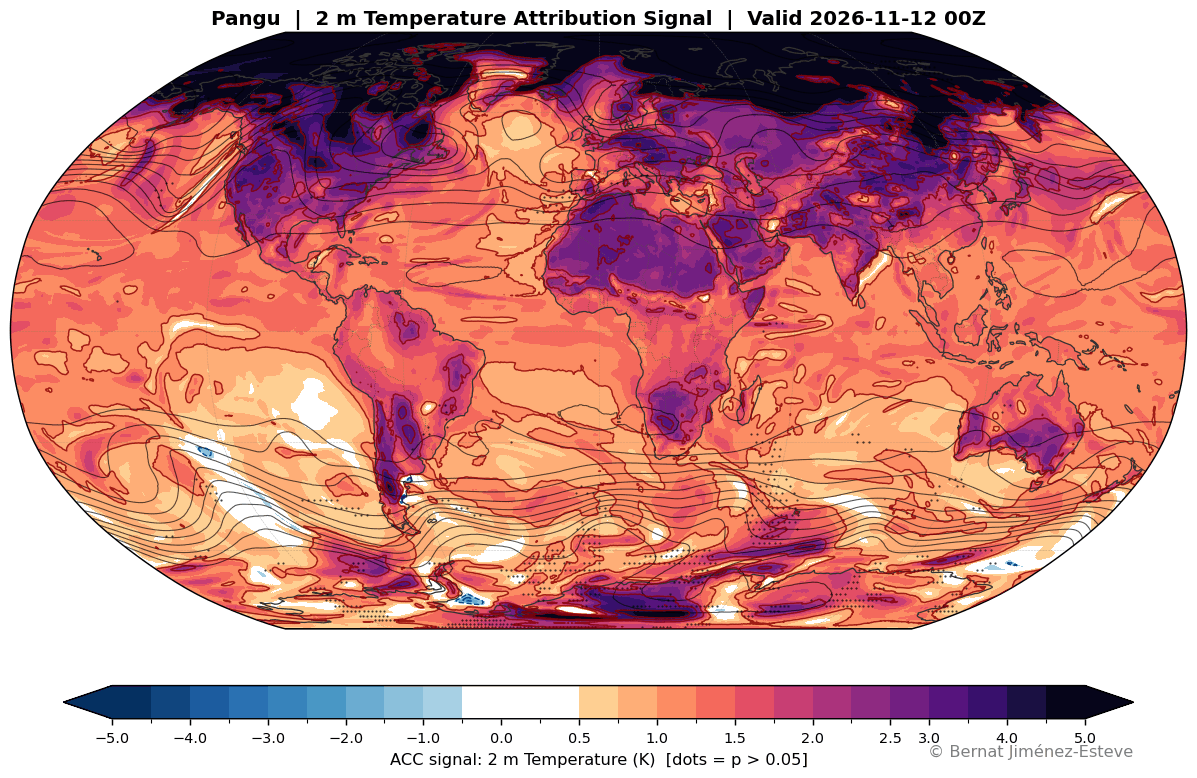 Pangu | 2 m Temperature Attribution Signal | Valid 2026-11-12 00Z
−5.0 −4.0 −3.0 −2.0 −1.0 0.0 0.5 1.0 1.5 2.0 2.5 3.0 4.0 5.0
© Bernat Jiménez-Esteve
ACC signal: 2 m Temperature (K) [dots = p > 0.05]